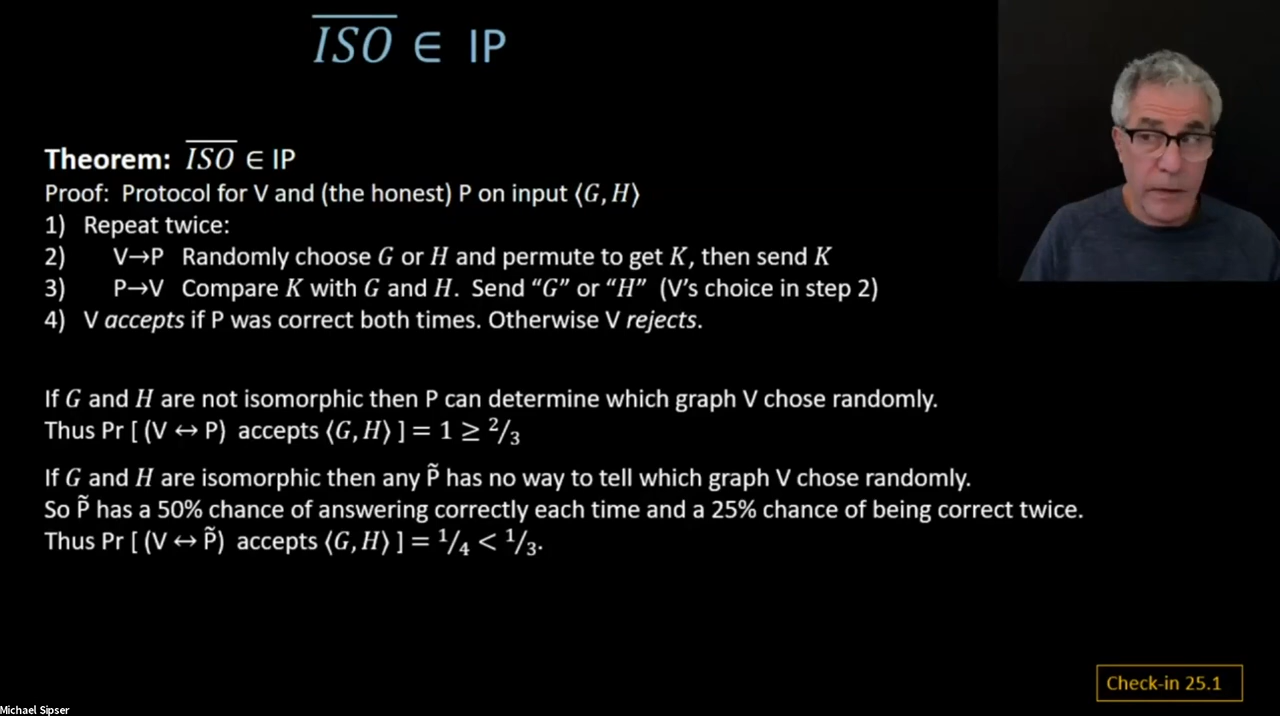 $\overline{ISO}$ ∈ IP
Theorem: $\overline{ISO}$ ∈ IP
Proof: Protocol for V and (the honest) P on input ⟨G, H⟩
1) Repeat twice:
2) V→P Randomly choose G or H and permute to get K, then send K
3) P→V Compare K with G and H. Send “G” or “H” (V’s choice in step 2)
4) V accepts if P was correct both times. Otherwise V rejects.
If G and H are not isomorphic then P can determine which graph V chose randomly.
Thus Pr [ (V ↔ P) accepts ⟨G, H⟩ ] = 1 ≥ 2/3
If G and H are isomorphic then any P̃ has no way to tell which graph V chose randomly.
So P̃ has a 50% chance of answering correctly each time and a 25% chance of being correct twice.
Thus Pr [ (V ↔ P̃) accepts ⟨G, H⟩ ] = 1/4 < 1/3.
Check-in 25.1
Michael Sipser